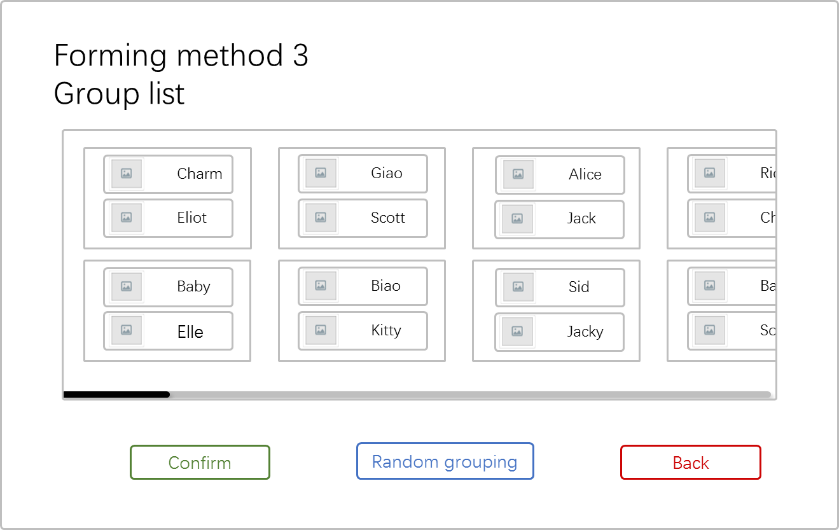 Forming method 3
Group list
Charm
Eliot
Giao
Scott
Alice
Jack
Baby
Elle
Biao
Kitty
Sid
Jacky
Confirm
Random grouping
Back